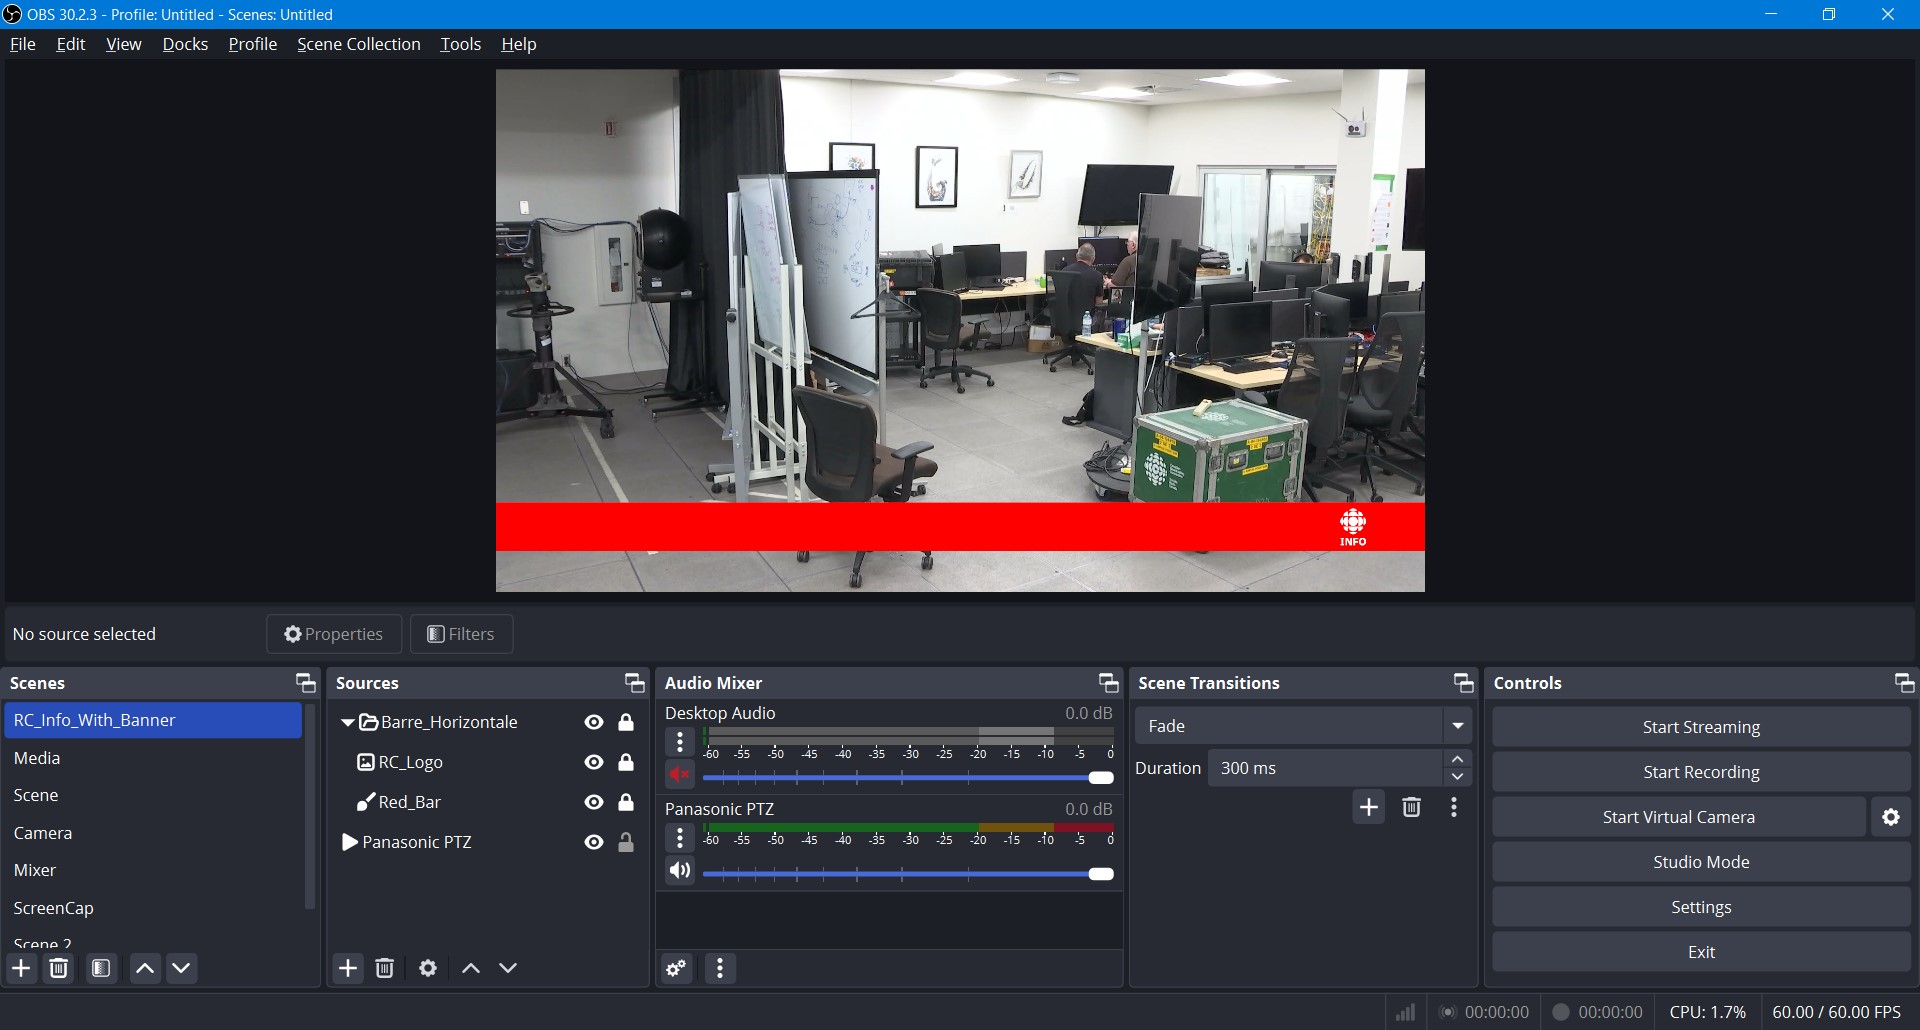 OBS 30.2.3 - Profile: Untitled - Scenes: Untitled
File Edit View Docks Profile Scene Collection Tools Help
INFO
No source selected
Properties
Filters
Scenes
RC_Info_With_Banner
Media
Scene
Camera
Mixer
ScreenCap
Scene 2
Sources
Barre_Horizontale
RC_Logo
Red_Bar
Panasonic PTZ
Audio Mixer
Desktop Audio 0.0 dB
-60 -55 -50 -45 -40 -35 -30 -25 -20 -15 -10 -5 0
Panasonic PTZ 0.0 dB
-60 -55 -50 -45 -40 -35 -30 -25 -20 -15 -10 -5 0
Scene Transitions
Fade
Duration 300 ms
Controls
Start Streaming
Start Recording
Start Virtual Camera
Studio Mode
Settings
Exit
00:00:00 00:00:00 CPU: 1.7% 60.00 / 60.00 FPS